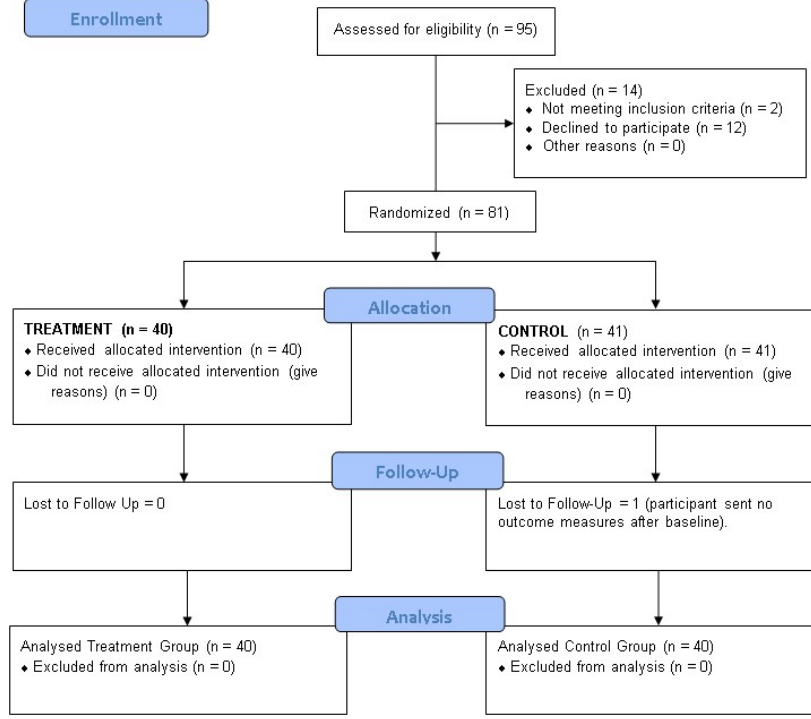 Enrollment
Assessed for eligibility (n = 95)
Excluded (n = 14)
♦ Not meeting inclusion criteria (n = 2)
♦ Declined to participate (n = 12)
♦ Other reasons (n = 0)
Randomized (n = 81)
Allocation
TREATMENT (n = 40)
♦ Received allocated intervention (n = 40)
♦ Did not receive allocated intervention (give
reasons) (n = 0)
CONTROL (n = 41)
♦ Received allocated intervention (n = 41)
♦ Did not receive allocated intervention (give
reasons) (n = 0)
Follow-Up
Lost to Follow Up = 0
Lost to Follow-Up = 1 (participant sent no
outcome measures after baseline).
Analysis
Analysed Treatment Group (n = 40)
♦ Excluded from analysis (n = 0)
Analysed Control Group (n = 40)
♦ Excluded from analysis (n = 0)